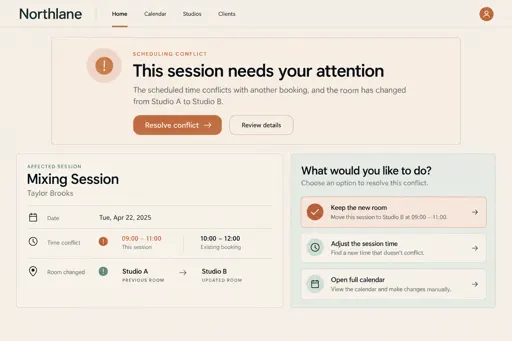 Northlane
Home
Calendar
Studios
Clients
SCHEDULING CONFLICT
This session needs your attention
The scheduled time conflicts with another booking, and the room has changed
from Studio A to Studio B.
Resolve conflict →
Review details
AFFECTED SESSION
Mixing Session
Taylor Brooks
Date
Tue, Apr 22, 2025
Time conflict
09:00 – 11:00
This session
10:00 – 12:00
Existing booking
Room changed
Studio A
PREVIOUS ROOM
→
Studio B
UPDATED ROOM
What would you like to do?
Choose an option to resolve this conflict.
Keep the new room
Move this session to Studio B at 09:00 – 11:00.
Adjust the session time
Find a new time that doesn't conflict.
Open full calendar
View the calendar and make changes manually.